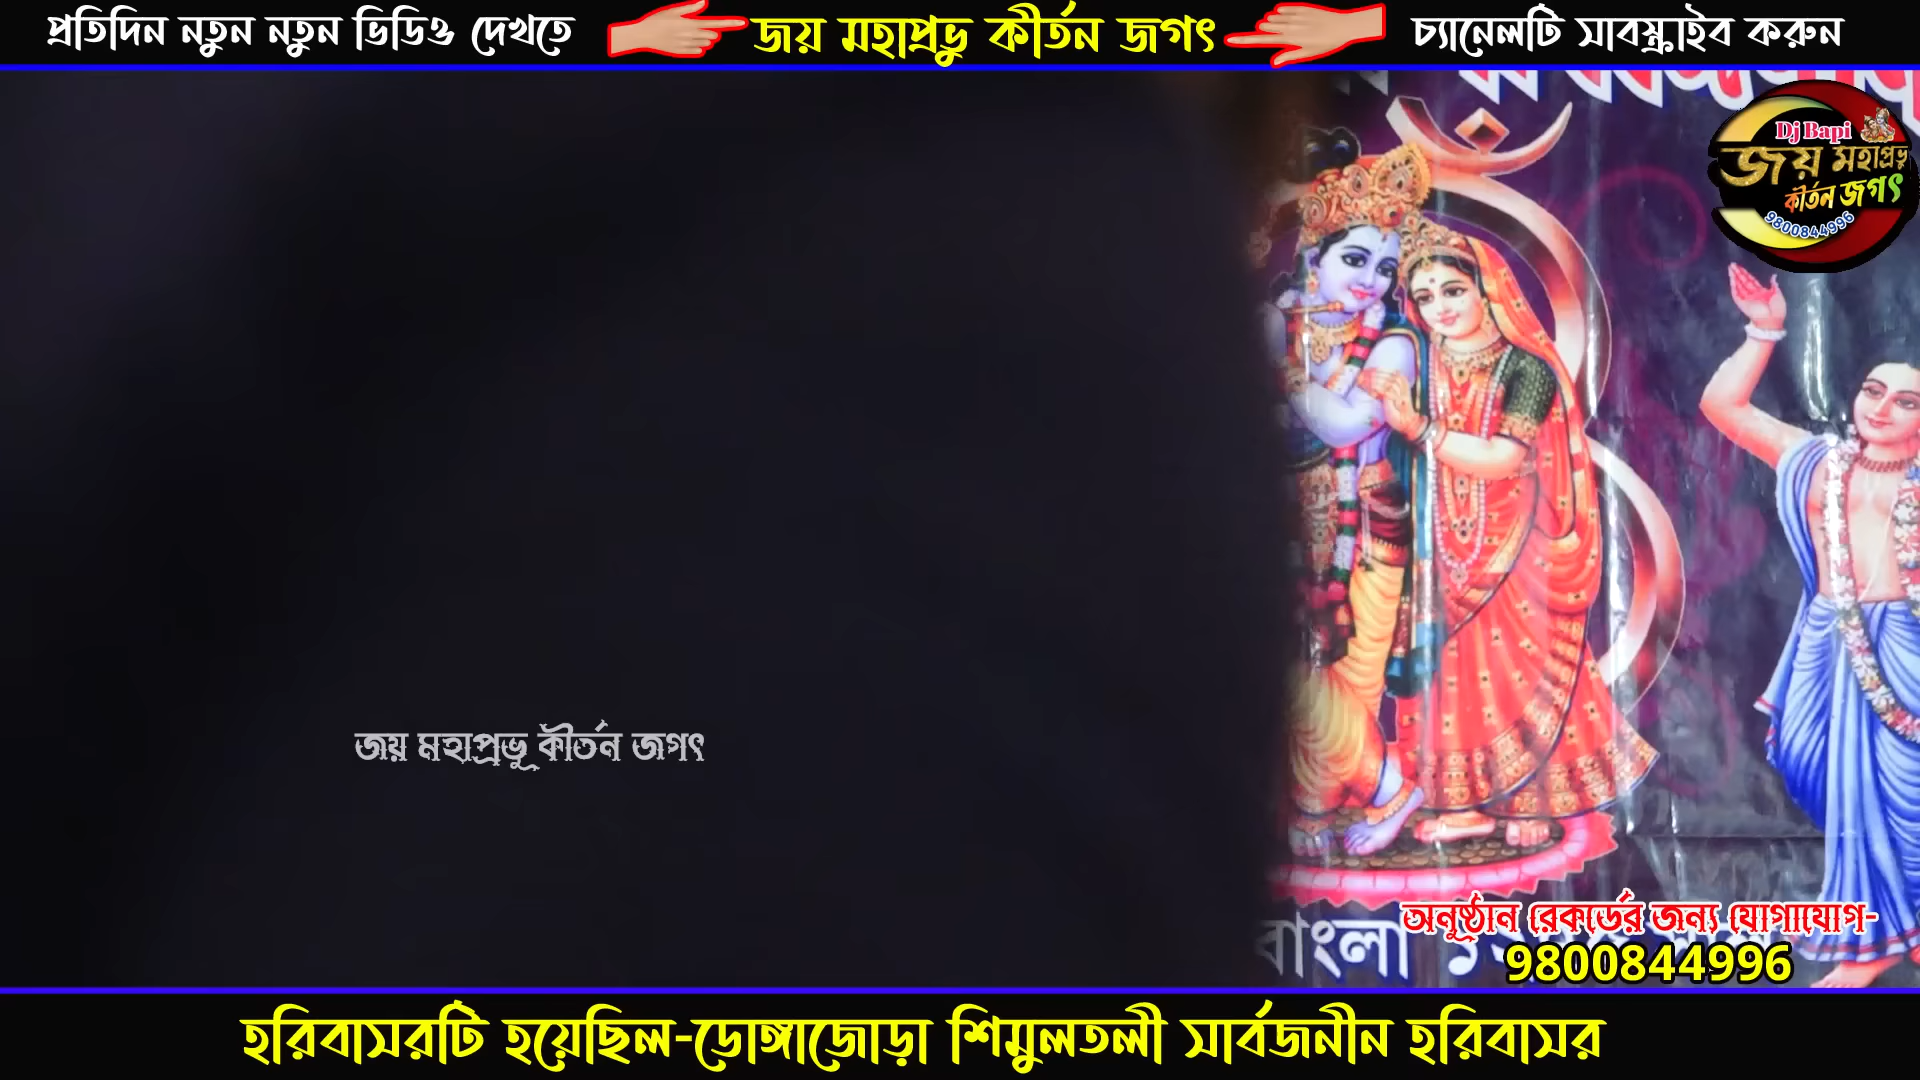 প্রতিদিন নতুন নতুন ভিডিও দেখতে জয় মহাপ্রভু কীর্তন জগৎ চ্যানেলটি সাবস্ক্রাইব করুন
Dj Bapi
জয় মহাপ্রভু
কীর্তন জগৎ
9800844996
জয় মহাপ্রভু কীর্তন জগৎ
বাংলা
অনুষ্ঠান রেকর্ডের জন্য যোগাযোগ-
9800844996
হরিবাসরটি হয়েছিল-ডোঙ্গাজোড়া শিমুলতলী সার্বজনীন হরিবাসর